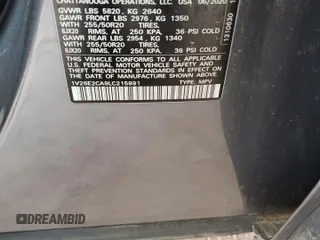 CHATTANOOGA OPERATIONS, LLC. USA 06/2020
GVWR LBS 5820, KG 2640
GAWR FRONT LBS 2976, KG 1350
WITH 255/50R20 TIRES,
8JX20 RIMS, AT 250 KPA, 36 PSI COLD
GAWR REAR LBS 2954, KG 1340
WITH 255/50R20 TIRES,
8JX20 RIMS, AT 250 KPA, 36 PSI COLD
THIS VEHICLE CONFORMS TO ALL APPLICABLE
U.S. FEDERAL MOTOR VEHICLE
SAFETY STANDARDS IN EFFECT ON THE DATE OF
MANUFACTURE SHOWN ABOVE.
1V26E2CA9LC215891
TYPE: MPV
1310930
DREAMBID